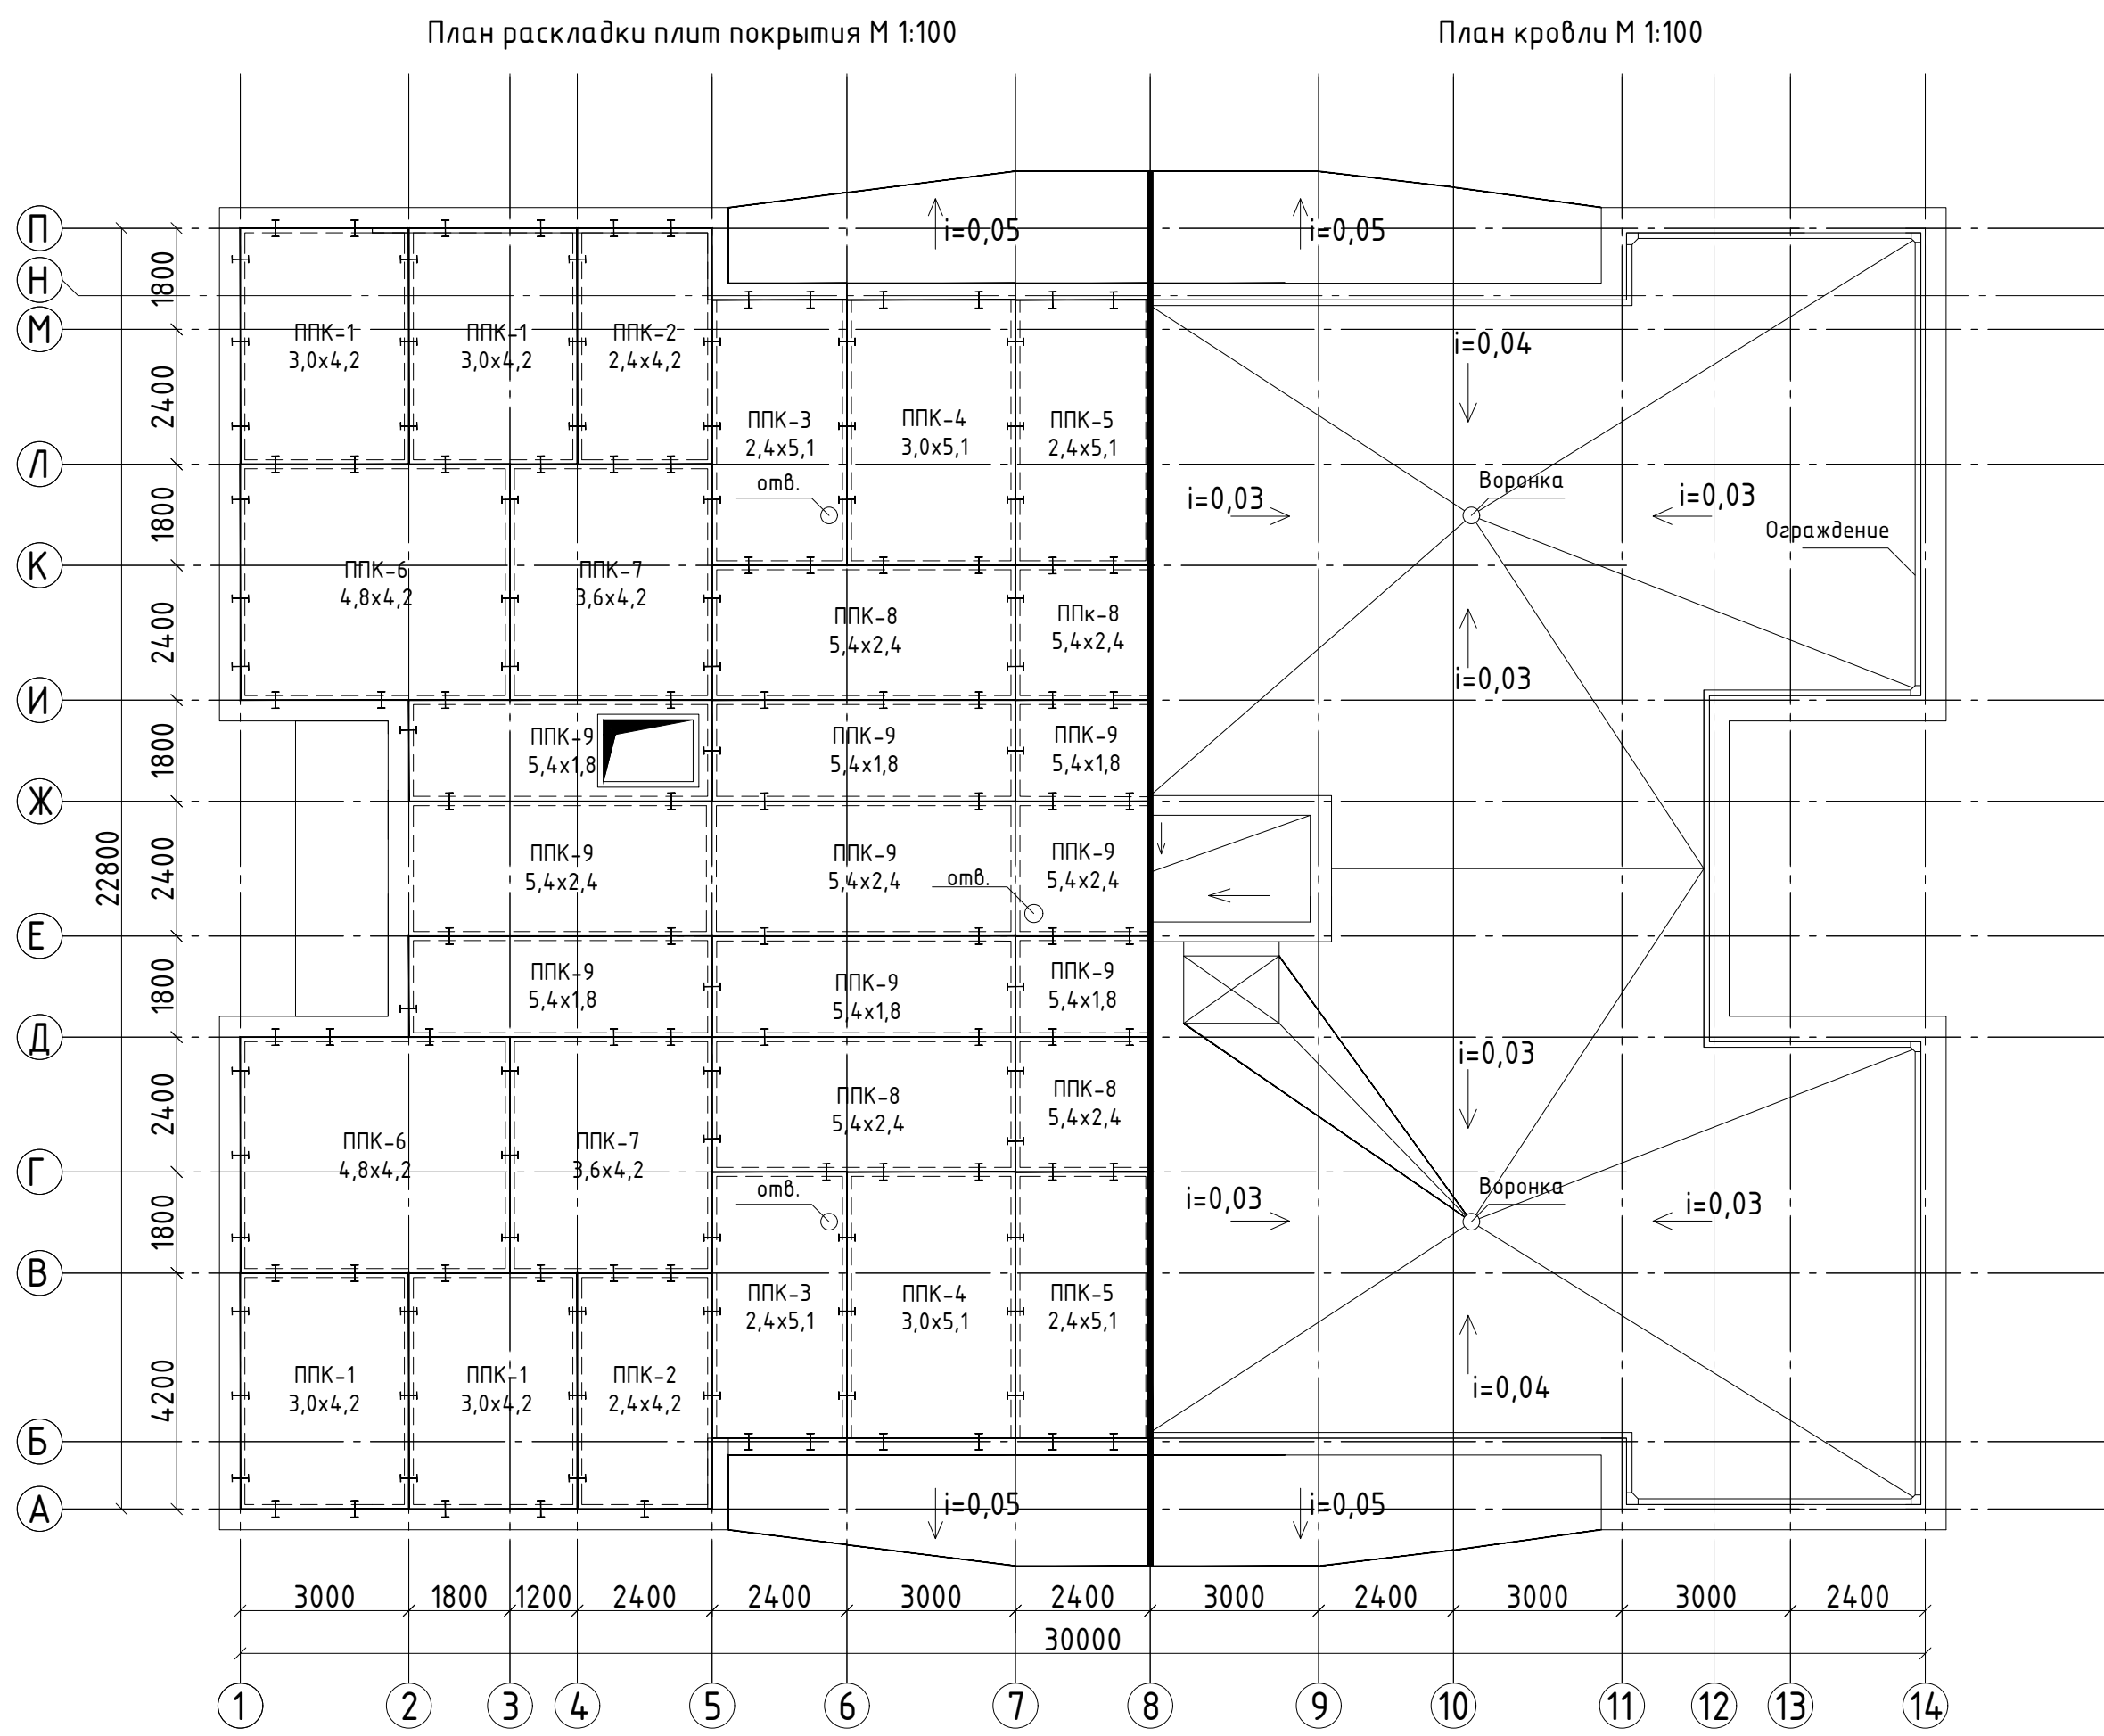 План раскладки плит покрытия М 1:100
План кровли М 1:100
П
Н
М
Л
К
И
Ж
Е
Д
Г
В
Б
А
1800
2400
1800
2400
1800
2400
1800
2400
1800
4200
22800
i=0,05
i=0,05
ППК-1
3,0х4,2
ППК-1
3,0х4,2
ППК-2
2,4х4,2
ППК-3
2,4х5,1
отв.
ППК-4
3,0х5,1
ППК-5
2,4х5,1
i=0,04
i=0,03
Воронка
i=0,03
Ограждение
ППК-6
4,8х4,2
ППК-7
3,6х4,2
ППК-8
5,4х2,4
ППк-8
5,4х2,4
i=0,03
ППК-9
5,4х1,8
ППК-9
5,4х1,8
ППК-9
5,4х1,8
ППК-9
5,4х2,4
ППК-9
5,4х2,4
отв.
ППК-9
5,4х2,4
ППК-9
5,4х1,8
ППК-9
5,4х1,8
ППК-9
5,4х1,8
i=0,03
ППК-6
4,8х4,2
ППК-7
3,6х4,2
ППК-8
5,4х2,4
ППК-8
5,4х2,4
отв.
i=0,03
Воронка
i=0,03
ППК-3
2,4х5,1
ППК-4
3,0х5,1
ППК-5
2,4х5,1
ППК-1
3,0х4,2
ППК-1
3,0х4,2
ППК-2
2,4х4,2
i=0,04
i=0,05
i=0,05
3000
1800
1200
2400
2400
3000
2400
3000
2400
3000
3000
2400
30000
1
2
3
4
5
6
7
8
9
10
11
12
13
14